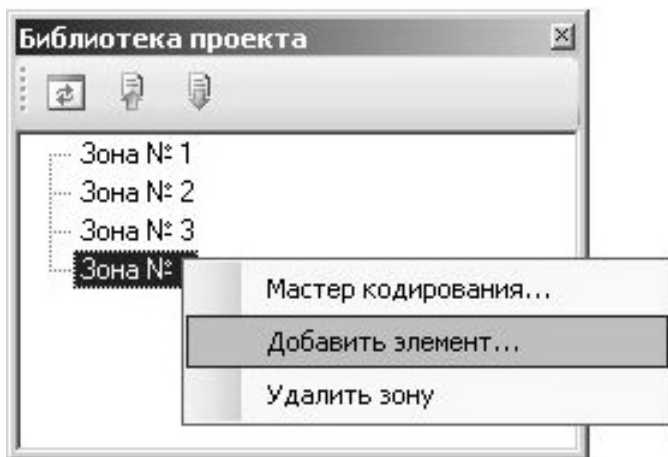 Библиотека проекта
Зона № 1
Зона № 2
Зона № 3
Зона №
Мастер кодирования...
Добавить элемент...
Удалить зону